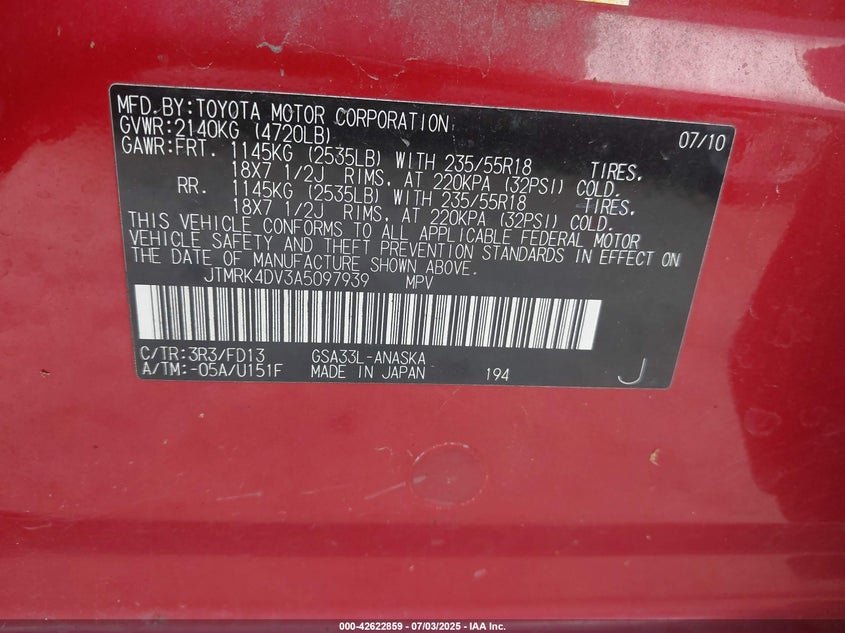 MFD. BY: TOYOTA MOTOR CORPORATION 07/10
GVWR: 2140KG (4720LB)
GAWR: FRT. 1145KG (2535LB) WITH 235/55R18 TIRES.
18X7 1/2J RIMS, AT 220KPA (32PSI) COLD.
RR. 1145KG (2535LB) WITH 235/55R18 TIRES.
18X7 1/2J RIMS, AT 220KPA (32PSI) COLD.
THIS VEHICLE CONFORMS TO ALL APPLICABLE FEDERAL MOTOR
VEHICLE SAFETY AND THEFT PREVENTION STANDARDS IN EFFECT ON
THE DATE OF MANUFACTURE SHOWN ABOVE.
JTMRK4DV3A5097939 MPV
C/TR: 3R3/FD13 GSA33L-ANASKA
A/TM: -05A/U151F MADE IN JAPAN 194 J
000-42622859 - 07/03/2025 - IAA Inc.